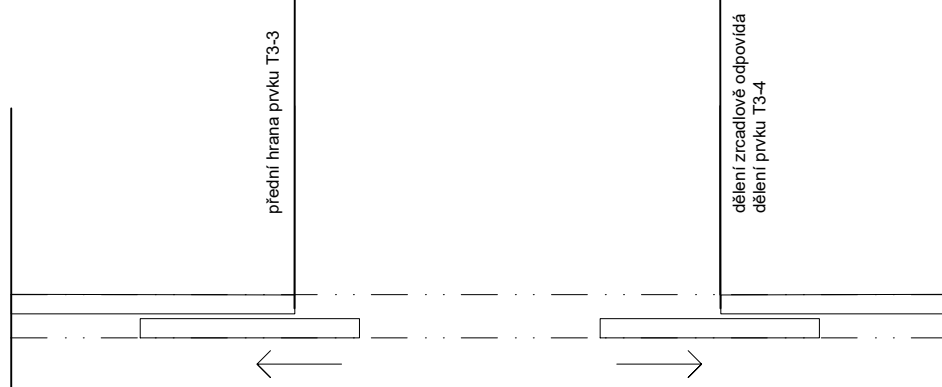 přední hrana prvku T3-3
dělení zrcadlově odpovídá
dělení prvku T3-4